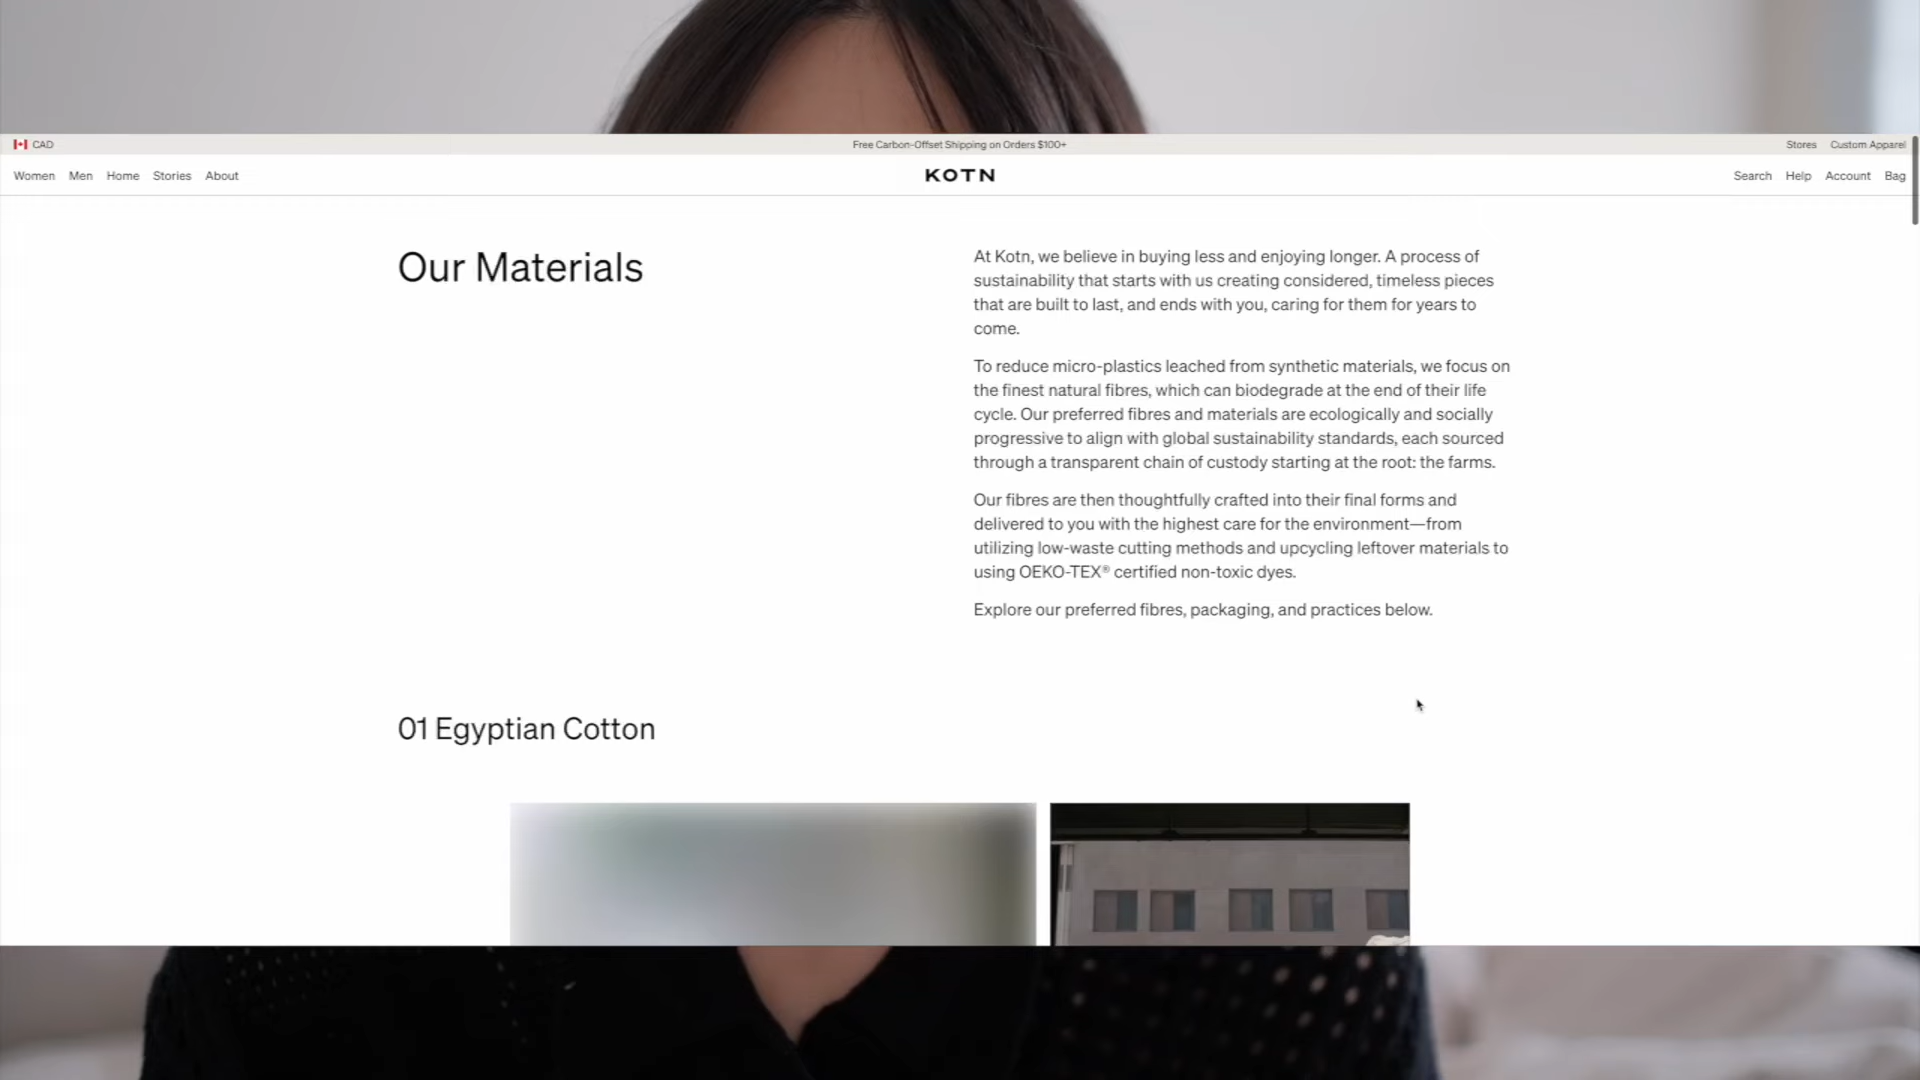 CAD
Free Carbon-Offset Shipping on Orders $100+
Stores Custom Apparel
Women Men Home Stories About
KOTN
Search Help Account Bag
Our Materials
At Kotn, we believe in buying less and enjoying longer. A process of
sustainability that starts with us creating considered, timeless pieces
that are built to last, and ends with you, caring for them for years to
come.
To reduce micro-plastics leached from synthetic materials, we focus on
the finest natural fibres, which can biodegrade at the end of their life
cycle. Our preferred fibres and materials are ecologically and socially
progressive to align with global sustainability standards, each sourced
through a transparent chain of custody starting at the root: the farms.
Our fibres are then thoughtfully crafted into their final forms and
delivered to you with the highest care for the environment—from
utilizing low-waste cutting methods and upcycling leftover materials to
using OEKO-TEX® certified non-toxic dyes.
Explore our preferred fibres, packaging, and practices below.
01 Egyptian Cotton